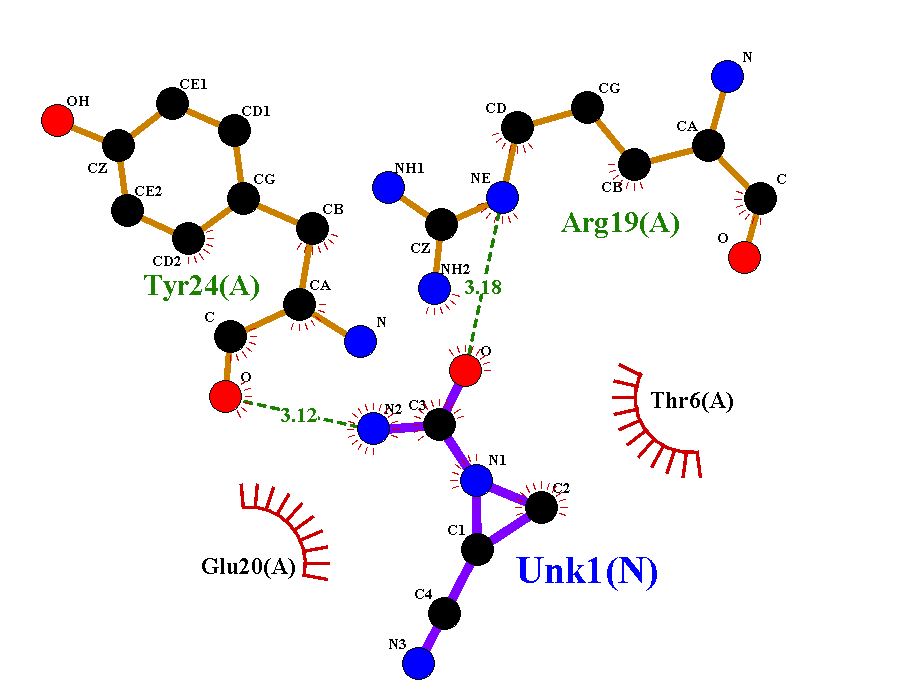 N
CE1
CG
OH
CD
CD1
CA
CZ
NH1
NE
C
CB
CG
CE2
CB
Arg19(A)
O
CZ
CD2
NH2
Tyr24(A)
CA
3.18
C
N
O
O
C3
N2
Thr6(A)
3.12
N1
C2
C1
Glu20(A)
Unk1(N)
C4
N3